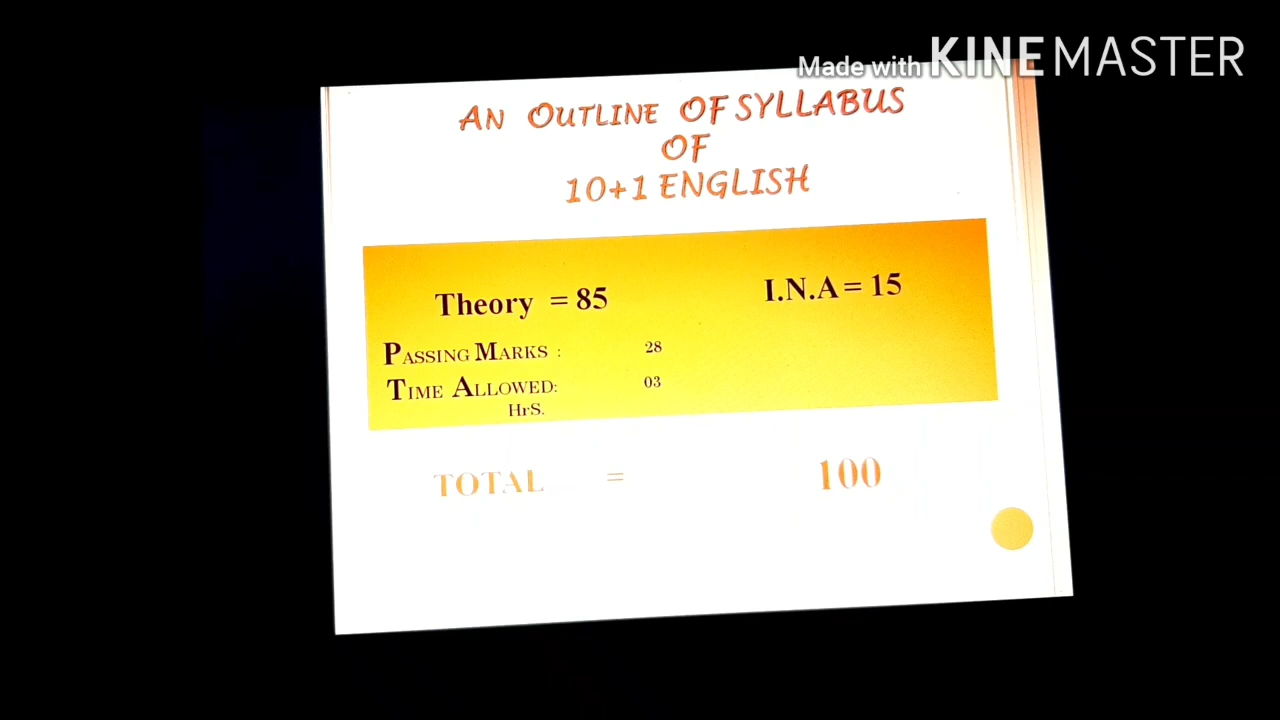 Made with KINEMASTER
AN OUTLINE OF SYLLABUS
OF
10+1 ENGLISH
Theory = 85 I.N.A = 15
PASSING MARKS : 28
TIME ALLOWED: 03
HrS.
TOTAL = 100